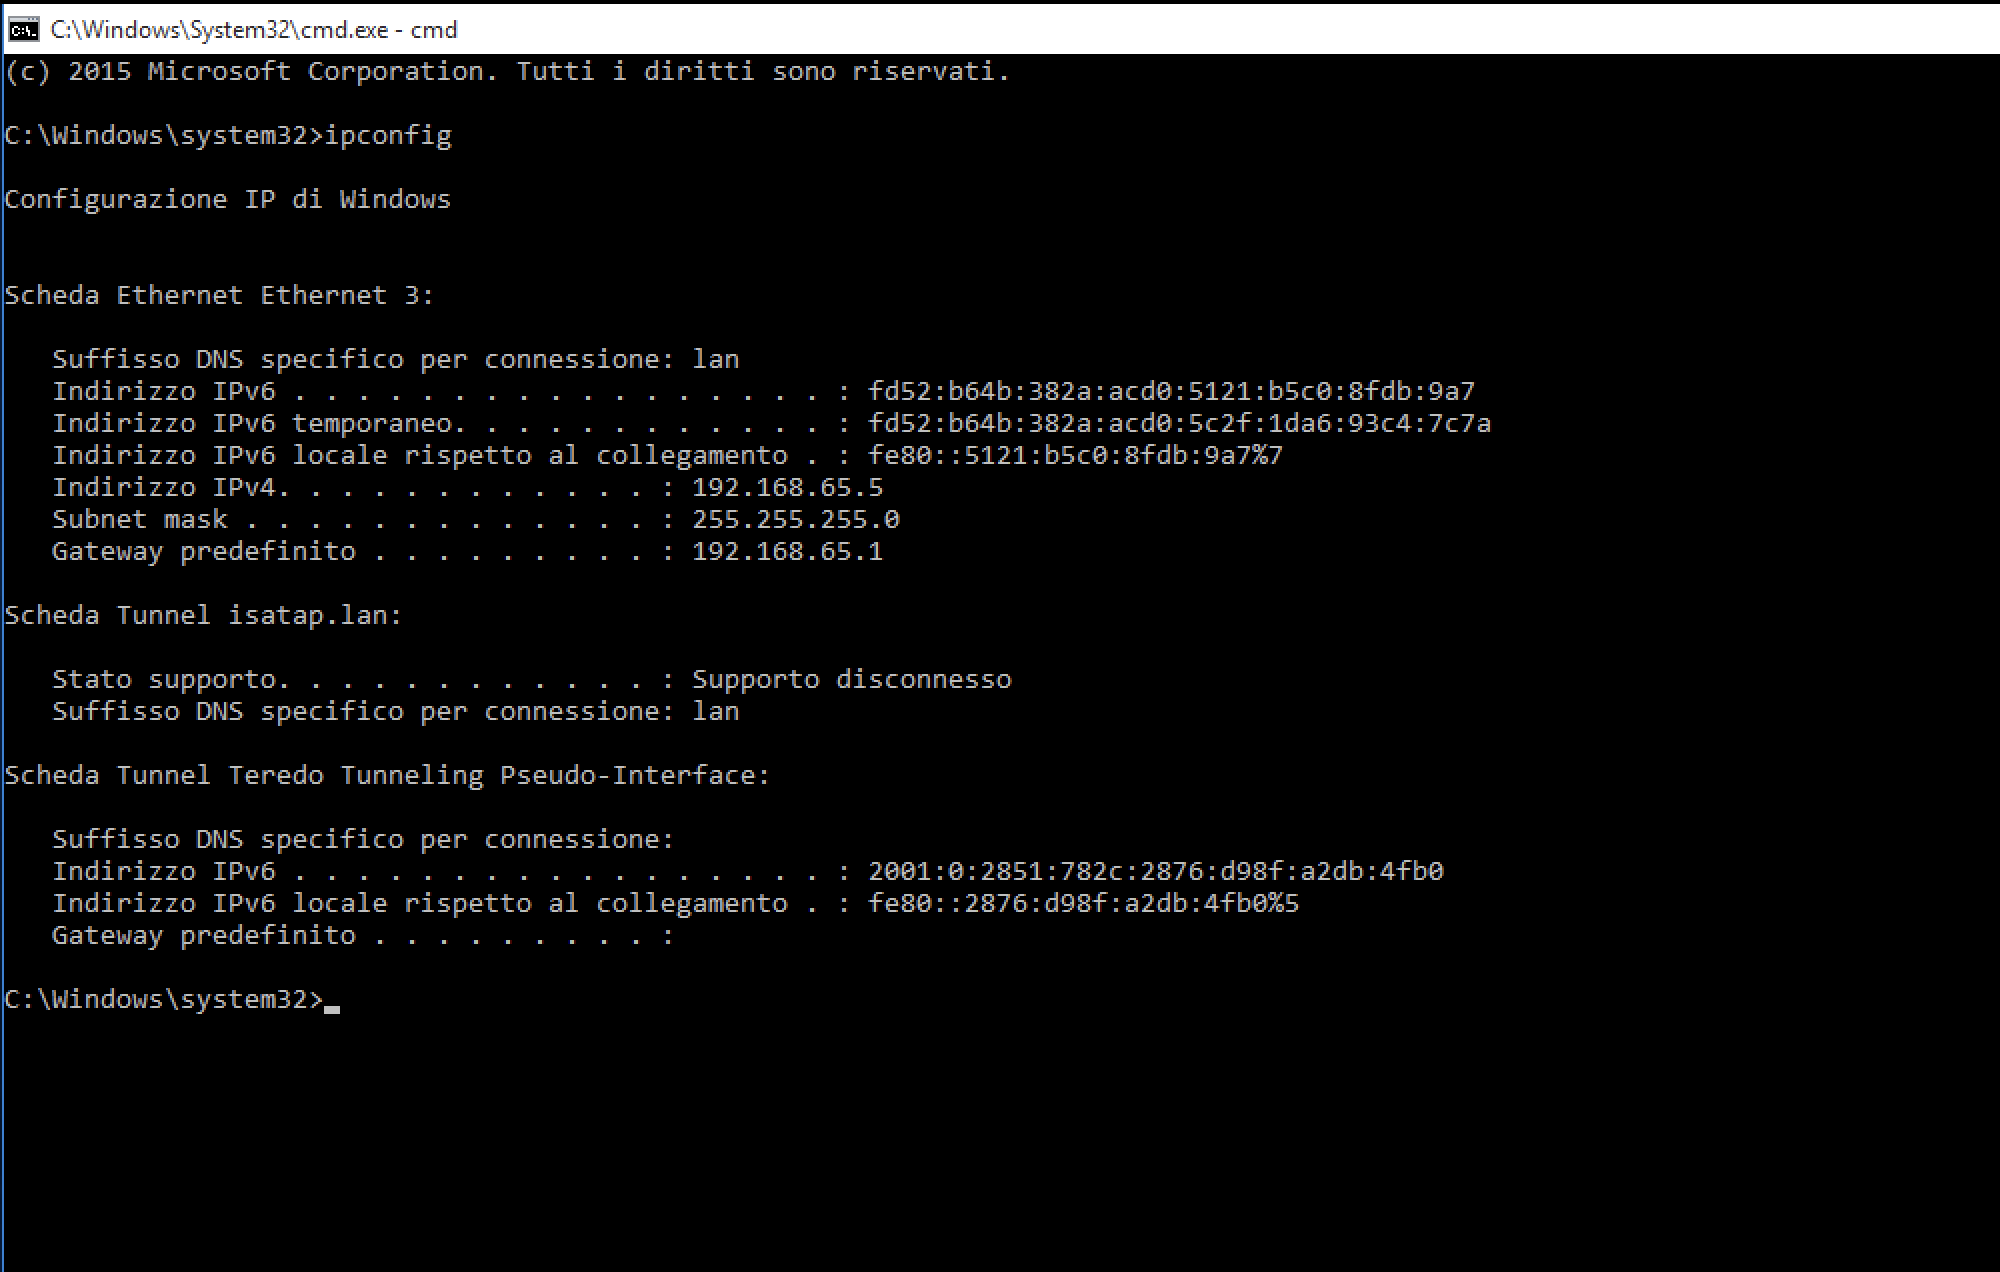 C:\Windows\System32\cmd.exe - cmd
(c) 2015 Microsoft Corporation. Tutti i diritti sono riservati.
C:\Windows\system32>ipconfig
Configurazione IP di Windows
Scheda Ethernet Ethernet 3:
Suffisso DNS specifico per connessione: lan
Indirizzo IPv6 . . . . . . . . . . . . . . . . . . : fd52:b64b:382a:acd0:5121:b5c0:8fdb:9a7
Indirizzo IPv6 temporaneo. . . . . . . . . . . . . : fd52:b64b:382a:acd0:5c2f:1da6:93c4:7c7a
Indirizzo IPv6 locale rispetto al collegamento . : fe80::5121:b5c0:8fdb:9a7%7
Indirizzo IPv4. . . . . . . . . . . . : 192.168.65.5
Subnet mask . . . . . . . . . . . . . . : 255.255.255.0
Gateway predefinito . . . . . . . . . : 192.168.65.1
Scheda Tunnel isatap.lan:
Stato supporto. . . . . . . . . . . . : Supporto disconnesso
Suffisso DNS specifico per connessione: lan
Scheda Tunnel Teredo Tunneling Pseudo-Interface:
Suffisso DNS specifico per connessione:
Indirizzo IPv6 . . . . . . . . . . . . . . . . . . : 2001:0:2851:782c:2876:d98f:a2db:4fb0
Indirizzo IPv6 locale rispetto al collegamento . : fe80::2876:d98f:a2db:4fb0%5
Gateway predefinito . . . . . . . . . :
C:\Windows\system32>